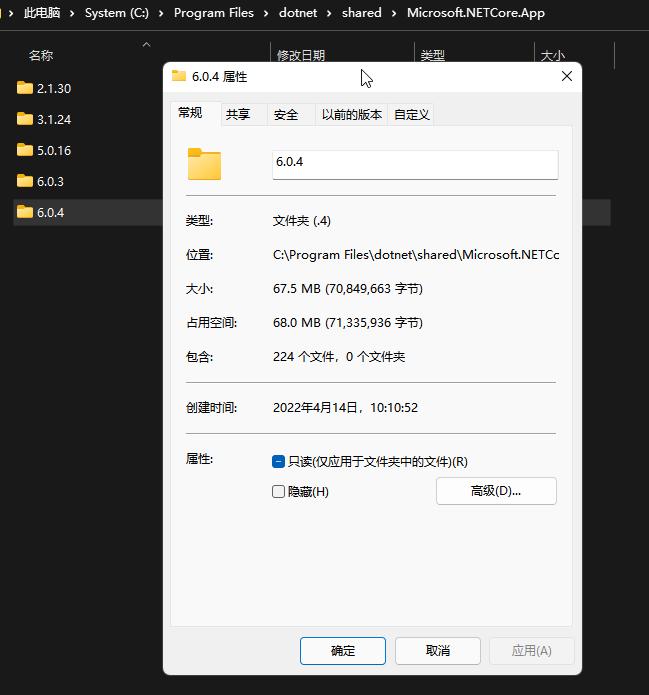 此电脑 › System (C:) › Program Files › dotnet › shared › Microsoft.NETCore.App
名称 修改日期 类型 大小
2.1.30
3.1.24
5.0.16
6.0.3
6.0.4
6.0.4 属性
常规 共享 安全 以前的版本 自定义
6.0.4
类型: 文件夹 (.4)
位置: C:\Program Files\dotnet\shared\Microsoft.NETCo
大小: 67.5 MB (70,849,663 字节)
占用空间: 68.0 MB (71,335,936 字节)
包含: 224 个文件，0 个文件夹
创建时间: 2022年4月14日，10:10:52
属性: 只读(仅应用于文件夹中的文件)(R)
隐藏(H) 高级(D)...
确定 取消 应用(A)